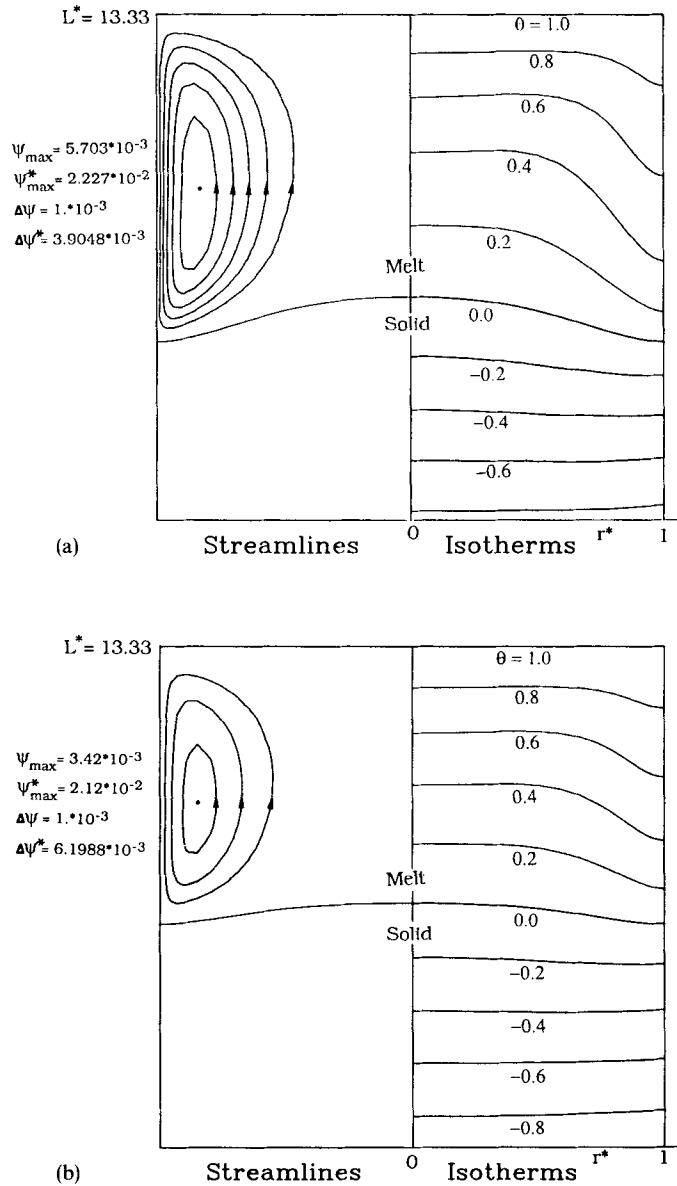 L* = 13.33
θ = 1.0
0.8
0.6
0.4
0.2
0.0
−0.2
−0.4
−0.6
Ψmax = 5.703*10-3
Ψ*max = 2.227*10-2
ΔΨ = 1.*10-3
ΔΨ* = 3.9048*10-3
Melt
Solid
(a)
Streamlines
0
Isotherms
r*
1
L* = 13.33
θ = 1.0
0.8
0.6
0.4
0.2
0.0
−0.2
−0.4
−0.6
−0.8
Ψmax = 3.42*10-3
Ψ*max = 2.12*10-2
ΔΨ = 1.*10-3
ΔΨ* = 6.1988*10-3
Melt
Solid
(b)
Streamlines
0
Isotherms
r*
1